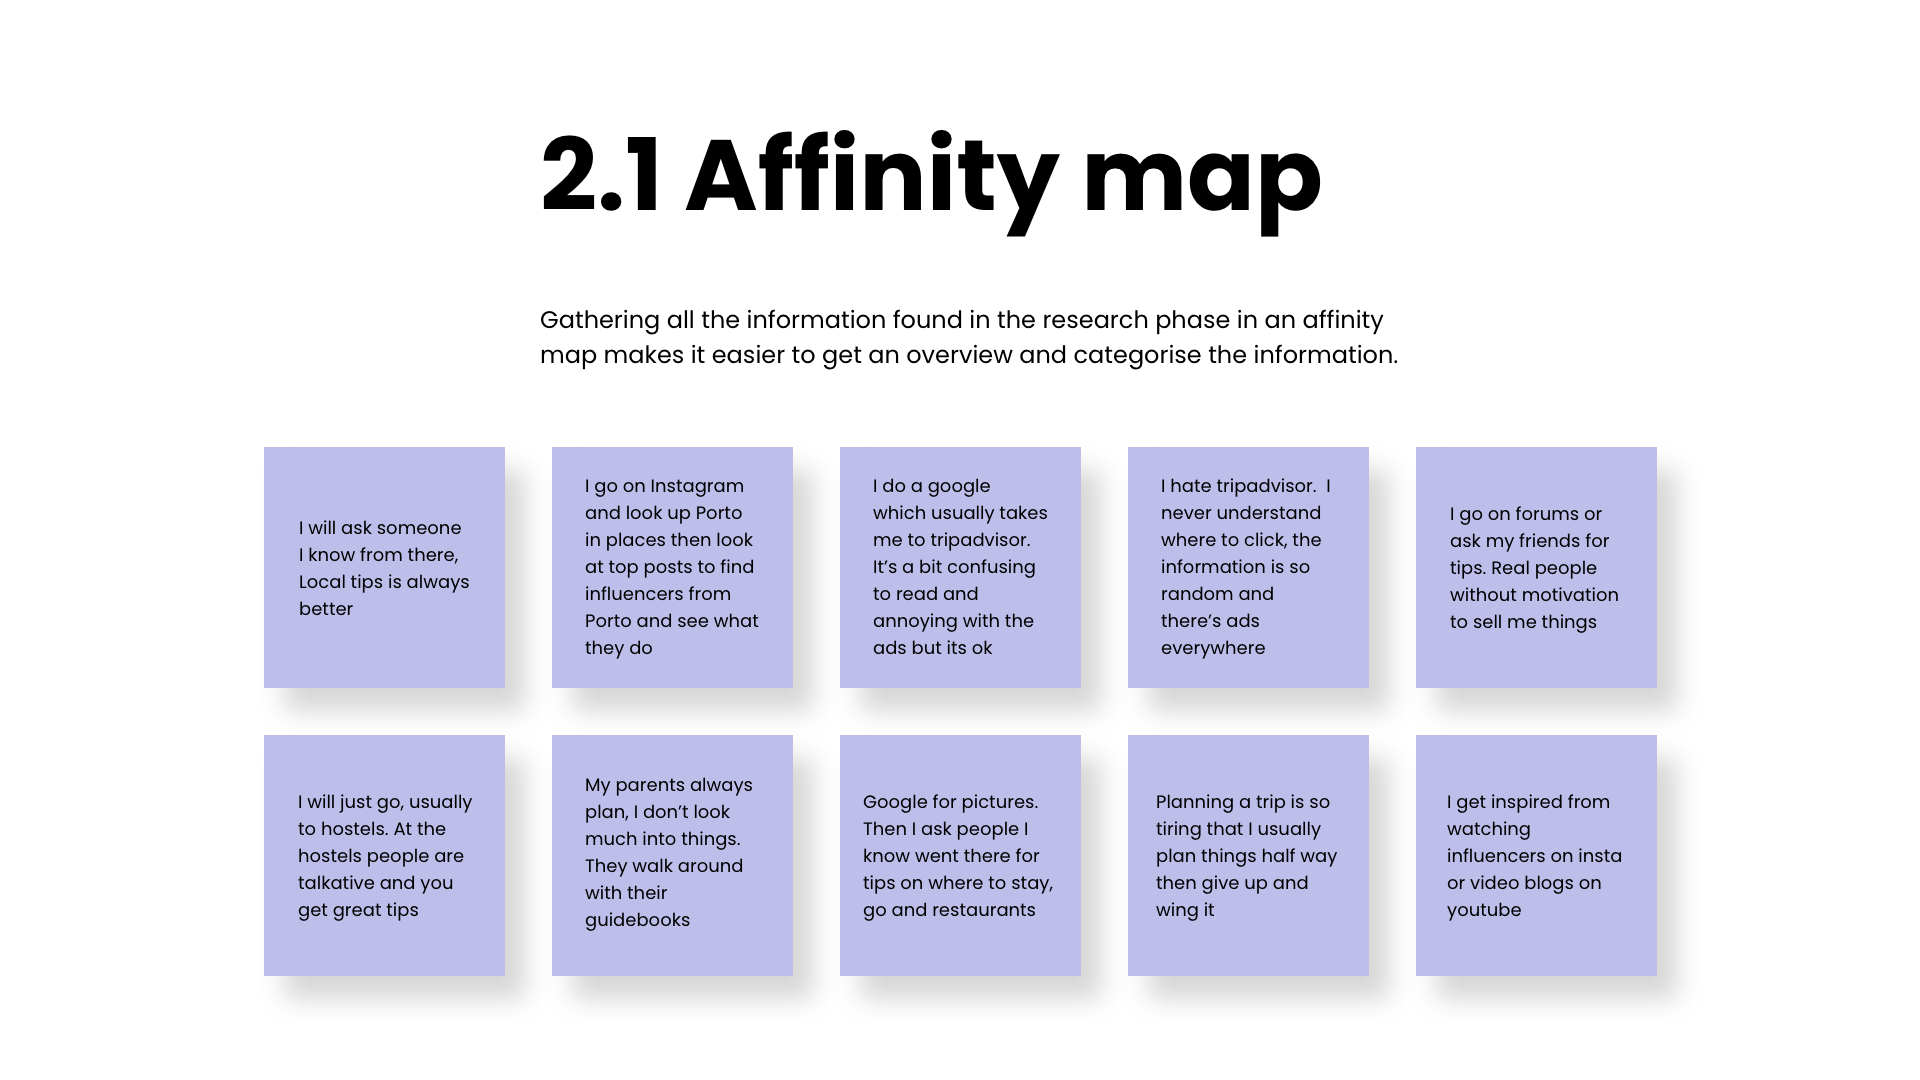 2.1 Affinity map
Gathering all the information found in the research phase in an affinity
map makes it easier to get an overview and categorise the information.
I will ask someone
I know from there,
Local tips is always
better
I go on Instagram
and look up Porto
in places then look
at top posts to find
influencers from
Porto and see what
they do
I do a google
which usually takes
me to tripadvisor.
It's a bit confusing
to read and
annoying with the
ads but its ok
I hate tripadvisor.  I
never understand
where to click, the
information is so
random and
there's ads
everywhere
I go on forums or
ask my friends for
tips. Real people
without motivation
to sell me things
I will just go, usually
to hostels. At the
hostels people are
talkative and you
get great tips
My parents always
plan, I don't look
much into things.
They walk around
with their
guidebooks
Google for pictures.
Then I ask people I
know went there for
tips on where to stay,
go and restaurants
Planning a trip is so
tiring that I usually
plan things half way
then give up and
wing it
I get inspired from
watching
influencers on insta
or video blogs on
youtube